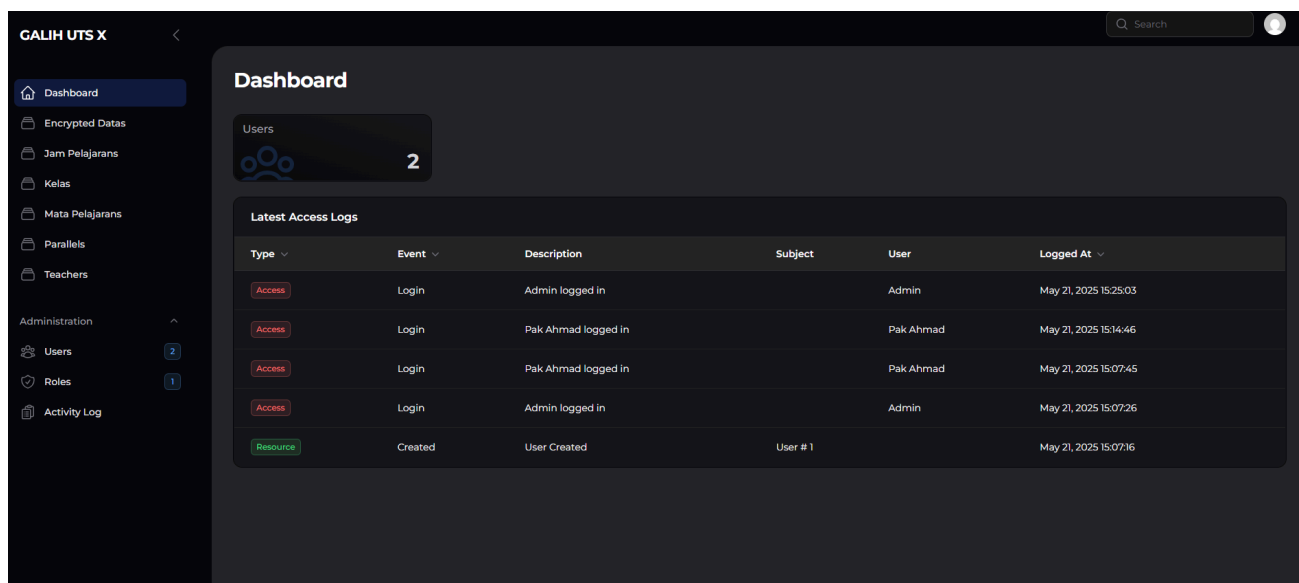 GALIH UTS X
Search
Dashboard
Encrypted Datas
Jam Pelajarans
Kelas
Mata Pelajarans
Parallels
Teachers
Administration
Users 2
Roles 1
Activity Log
Dashboard
Users
2
Latest Access Logs
Type Event Description Subject User Logged At
Access Login Admin logged in Admin May 21, 2025 15:25:03
Access Login Pak Ahmad logged in Pak Ahmad May 21, 2025 15:14:46
Access Login Pak Ahmad logged in Pak Ahmad May 21, 2025 15:07:45
Access Login Admin logged in Admin May 21, 2025 15:07:26
Resource Created User Created User # 1 May 21, 2025 15:07:16